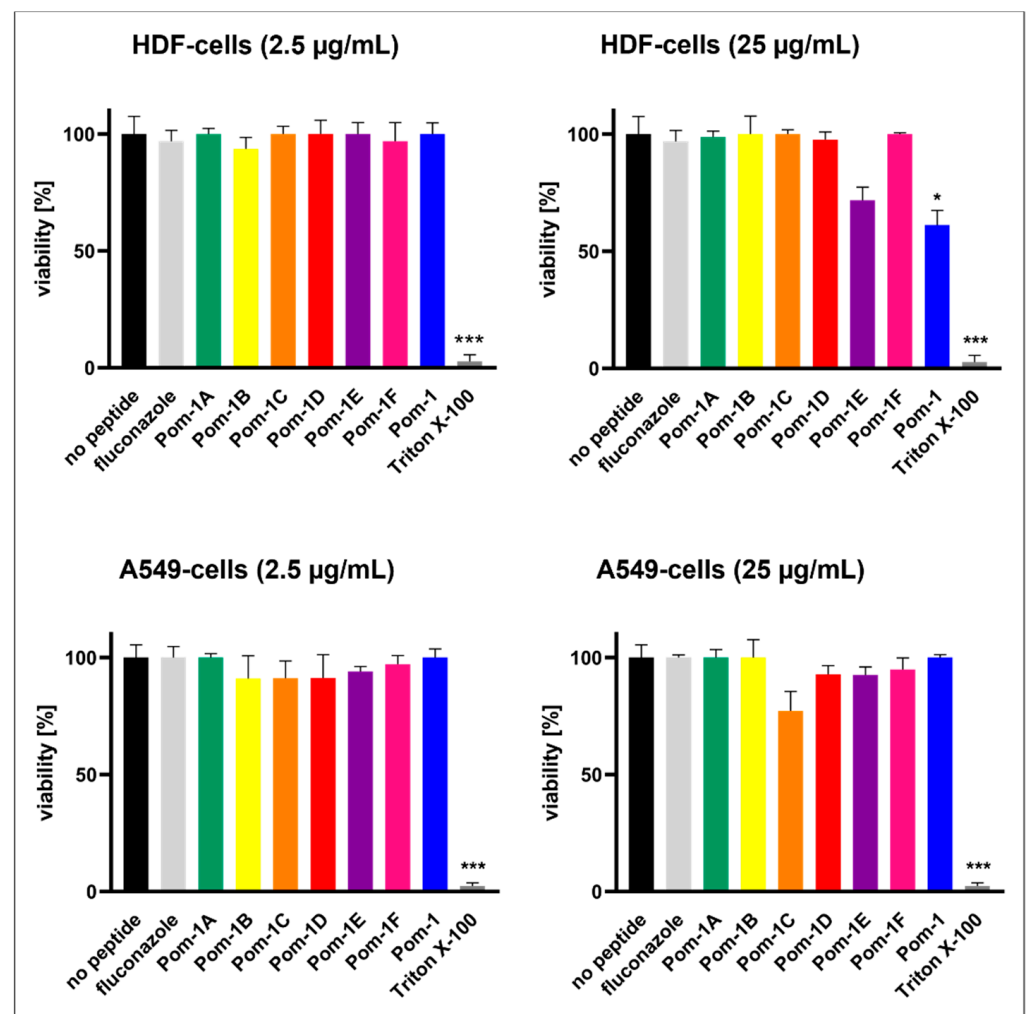 HDF-cells (2.5 µg/mL)
viability [%]
100
50
0
***
no peptide
fluconazole
Pom-1A
Pom-1B
Pom-1C
Pom-1D
Pom-1E
Pom-1F
Pom-1
Triton X-100
HDF-cells (25 µg/mL)
viability [%]
100
50
0
*
***
no peptide
fluconazole
Pom-1A
Pom-1B
Pom-1C
Pom-1D
Pom-1E
Pom-1F
Pom-1
Triton X-100
A549-cells (2.5 µg/mL)
viability [%]
100
50
0
***
no peptide
fluconazole
Pom-1A
Pom-1B
Pom-1C
Pom-1D
Pom-1E
Pom-1F
Pom-1
Triton X-100
A549-cells (25 µg/mL)
viability [%]
100
50
0
***
no peptide
fluconazole
Pom-1A
Pom-1B
Pom-1C
Pom-1D
Pom-1E
Pom-1F
Pom-1
Triton X-100